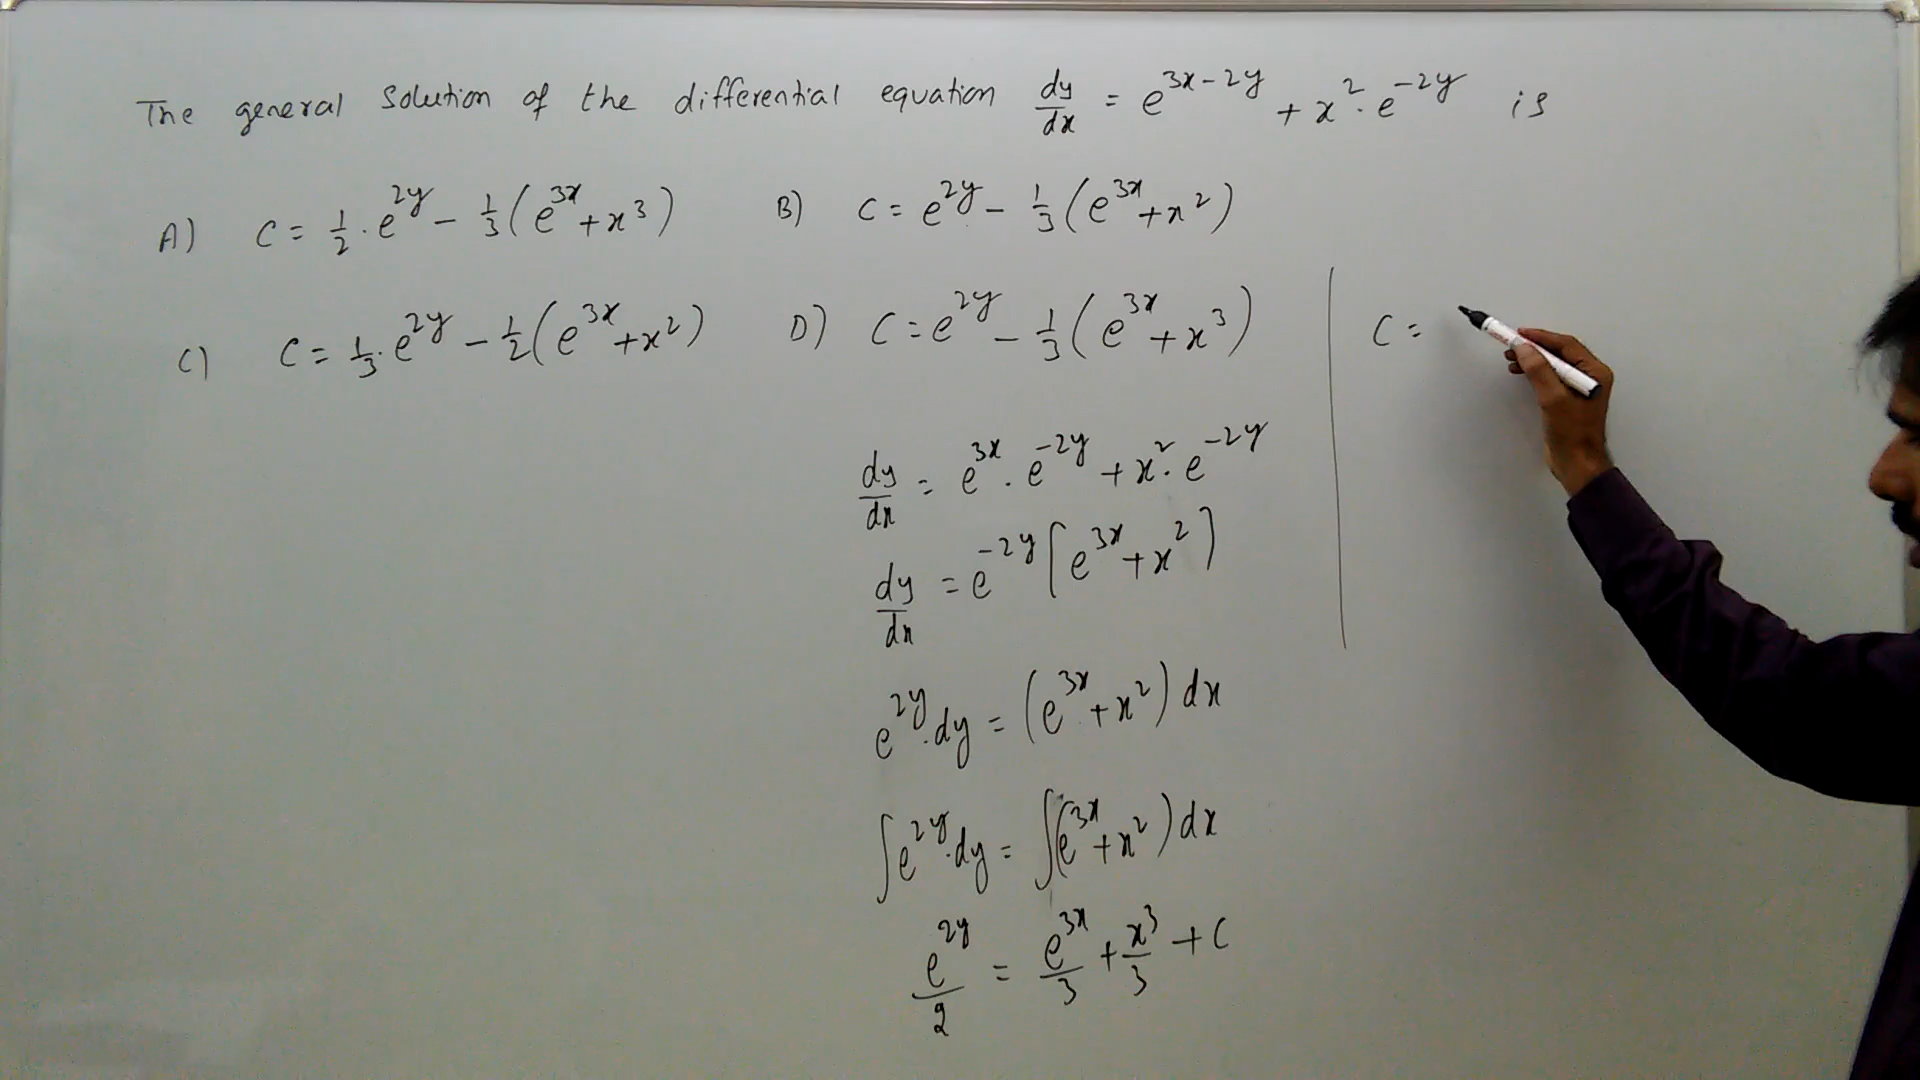 The general Solution of the differential equation dy/dx = e^(3x-2y) + x^2 . e^(-2y) is
A) C = 1/2 . e^(2y) - 1/3 (e^(3x) + x^3) B) C = e^(2y) - 1/3 (e^(3x) + x^2)
C) C = 1/3 . e^(2y) - 1/2 (e^(3x) + x^2) D) C = e^(2y) - 1/3 (e^(3x) + x^3)
C =
dy/dx = e^(3x) . e^(-2y) + x^2 . e^(-2y)
dy/dx = e^(-2y) [e^(3x) + x^2]
e^(2y) . dy = (e^(3x) + x^2) dx
∫ e^(2y) . dy = ∫ (e^(3x) + x^2) dx
e^(2y)/2 = e^(3x)/3 + x^3/3 + C